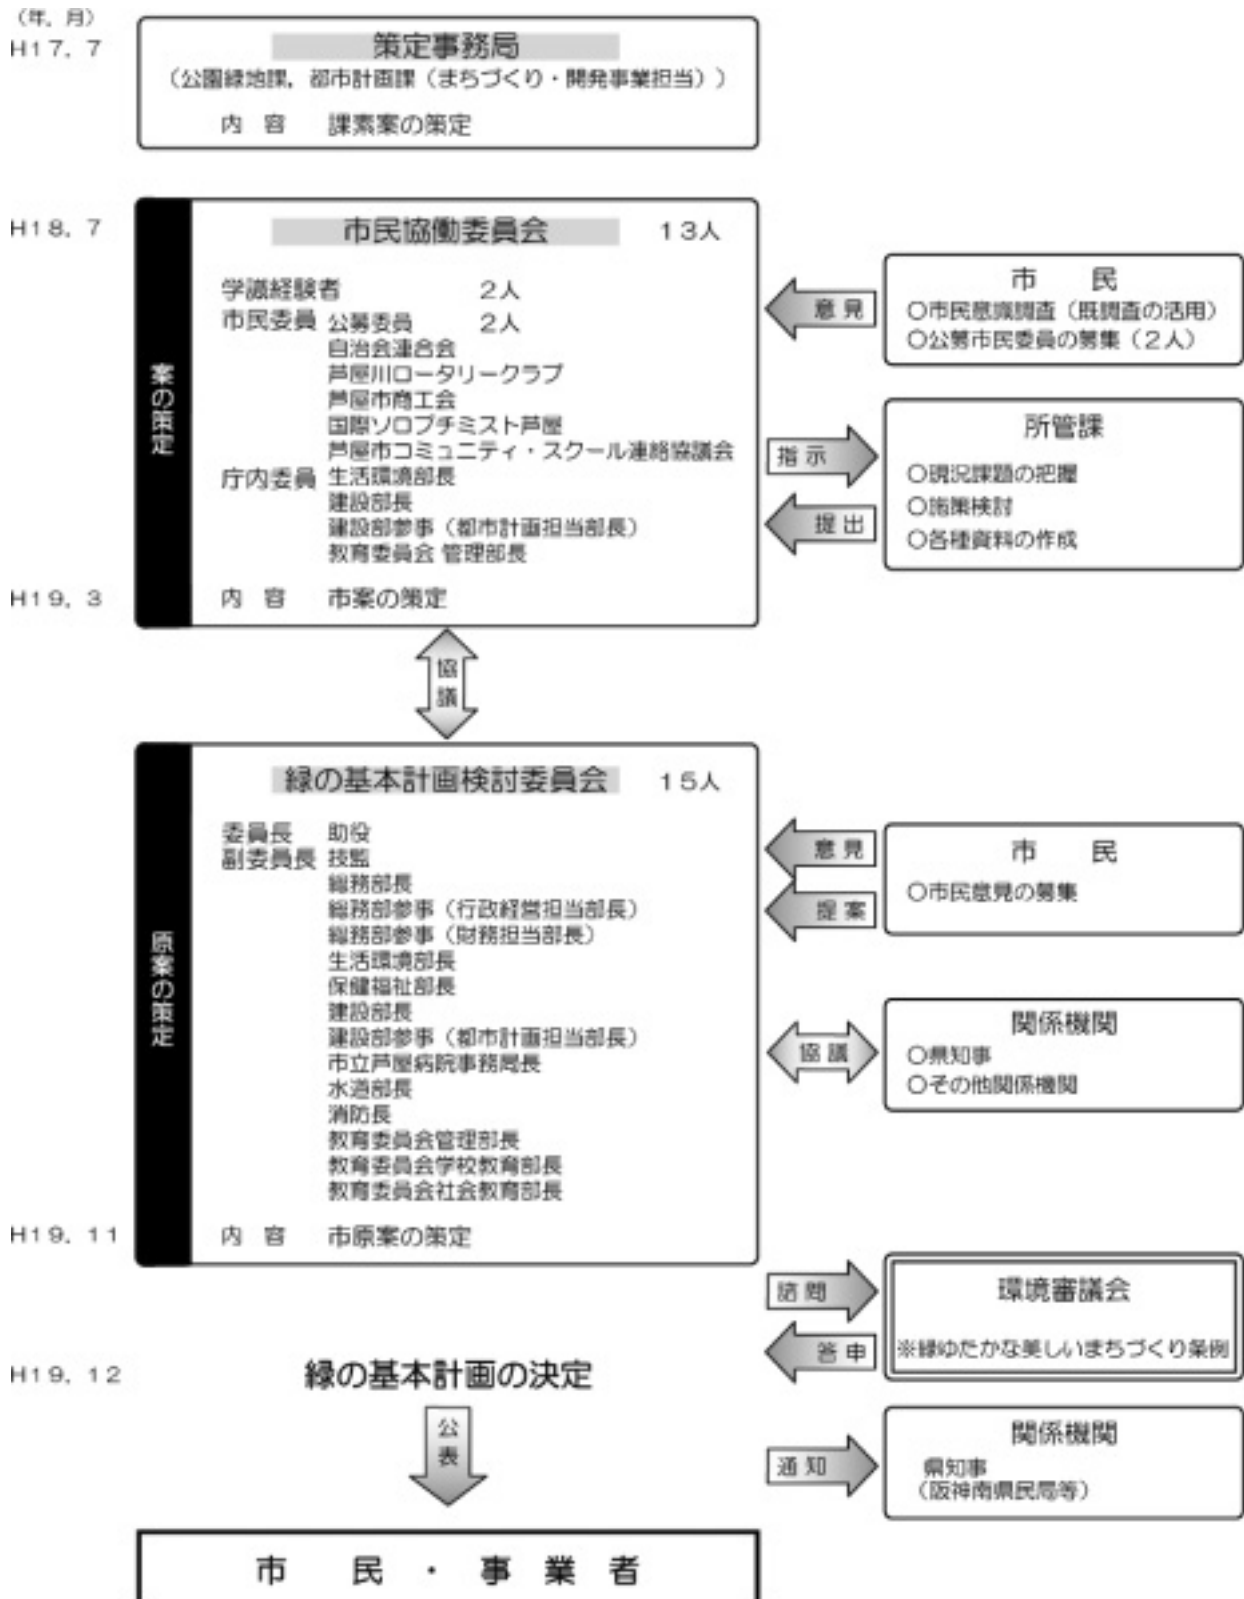 (年．月)
H17．7
策定事務局
(公園緑地課，都市計画課（まちづくり・開発事業担当）)
内　容　課素案の策定
案の策定
H18．7
市民協働委員会　13人
学識経験者　2人
市民委員　公募委員　2人
自治会連合会
芦屋川ロータリークラブ
芦屋市商工会
国際ソロプチミスト芦屋
芦屋市コミュニティ・スクール連絡協議会
庁内委員　生活環境部長
建設部長
建設部参事（都市計画担当部長）
教育委員会 管理部長
H19．3
内　容　市案の策定
意見
市　民
○市民意識調査（既調査の活用）
○公募市民委員の募集（2人）
指示
提出
所管課
○現況課題の把握
○施策検討
○各種資料の作成
協議
原案の策定
緑の基本計画検討委員会　15人
委員長　助役
副委員長　技監
総務部長
総務部参事（行政経営担当部長）
総務部参事（財務担当部長）
生活環境部長
保健福祉部長
建設部長
建設部参事（都市計画担当部長）
市立芦屋病院事務局長
水道部長
消防長
教育委員会管理部長
教育委員会学校教育部長
教育委員会社会教育部長
H19．11
内　容　市原案の策定
意見
提案
市　民
○市民意見の募集
協議
関係機関
○県知事
○その他関係機関
諮問
答申
環境審議会
※緑ゆたかな美しいまちづくり条例
H19．12
緑の基本計画の決定
公表
通知
関係機関
県知事
(阪神南県民局等)
市　民　・　事　業　者